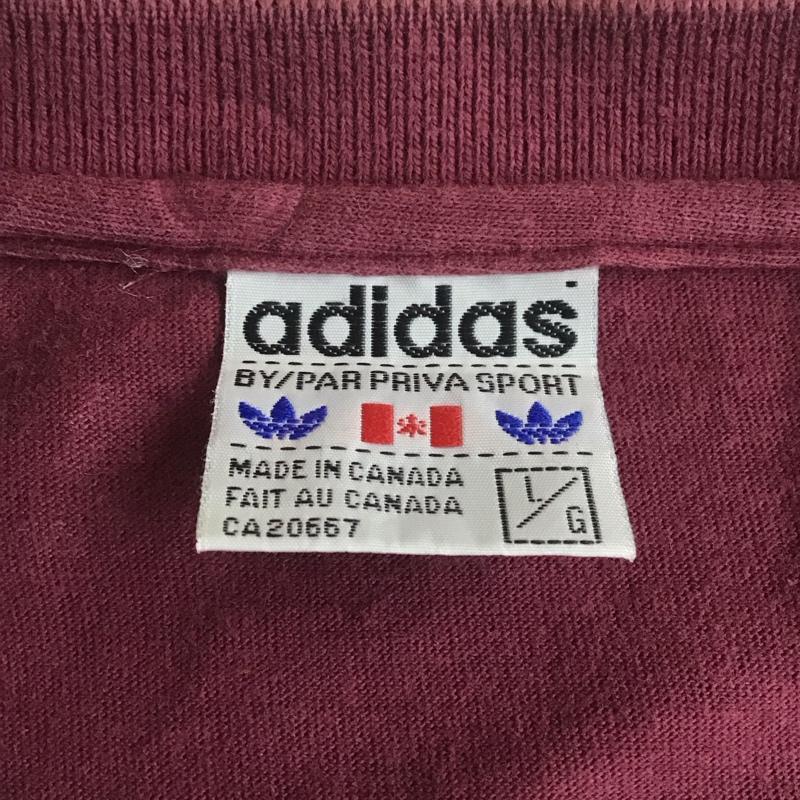 adidas
BY/PAR PRIVA SPORT
MADE IN CANADA
FAIT AU CANADA
CA20667
L/G